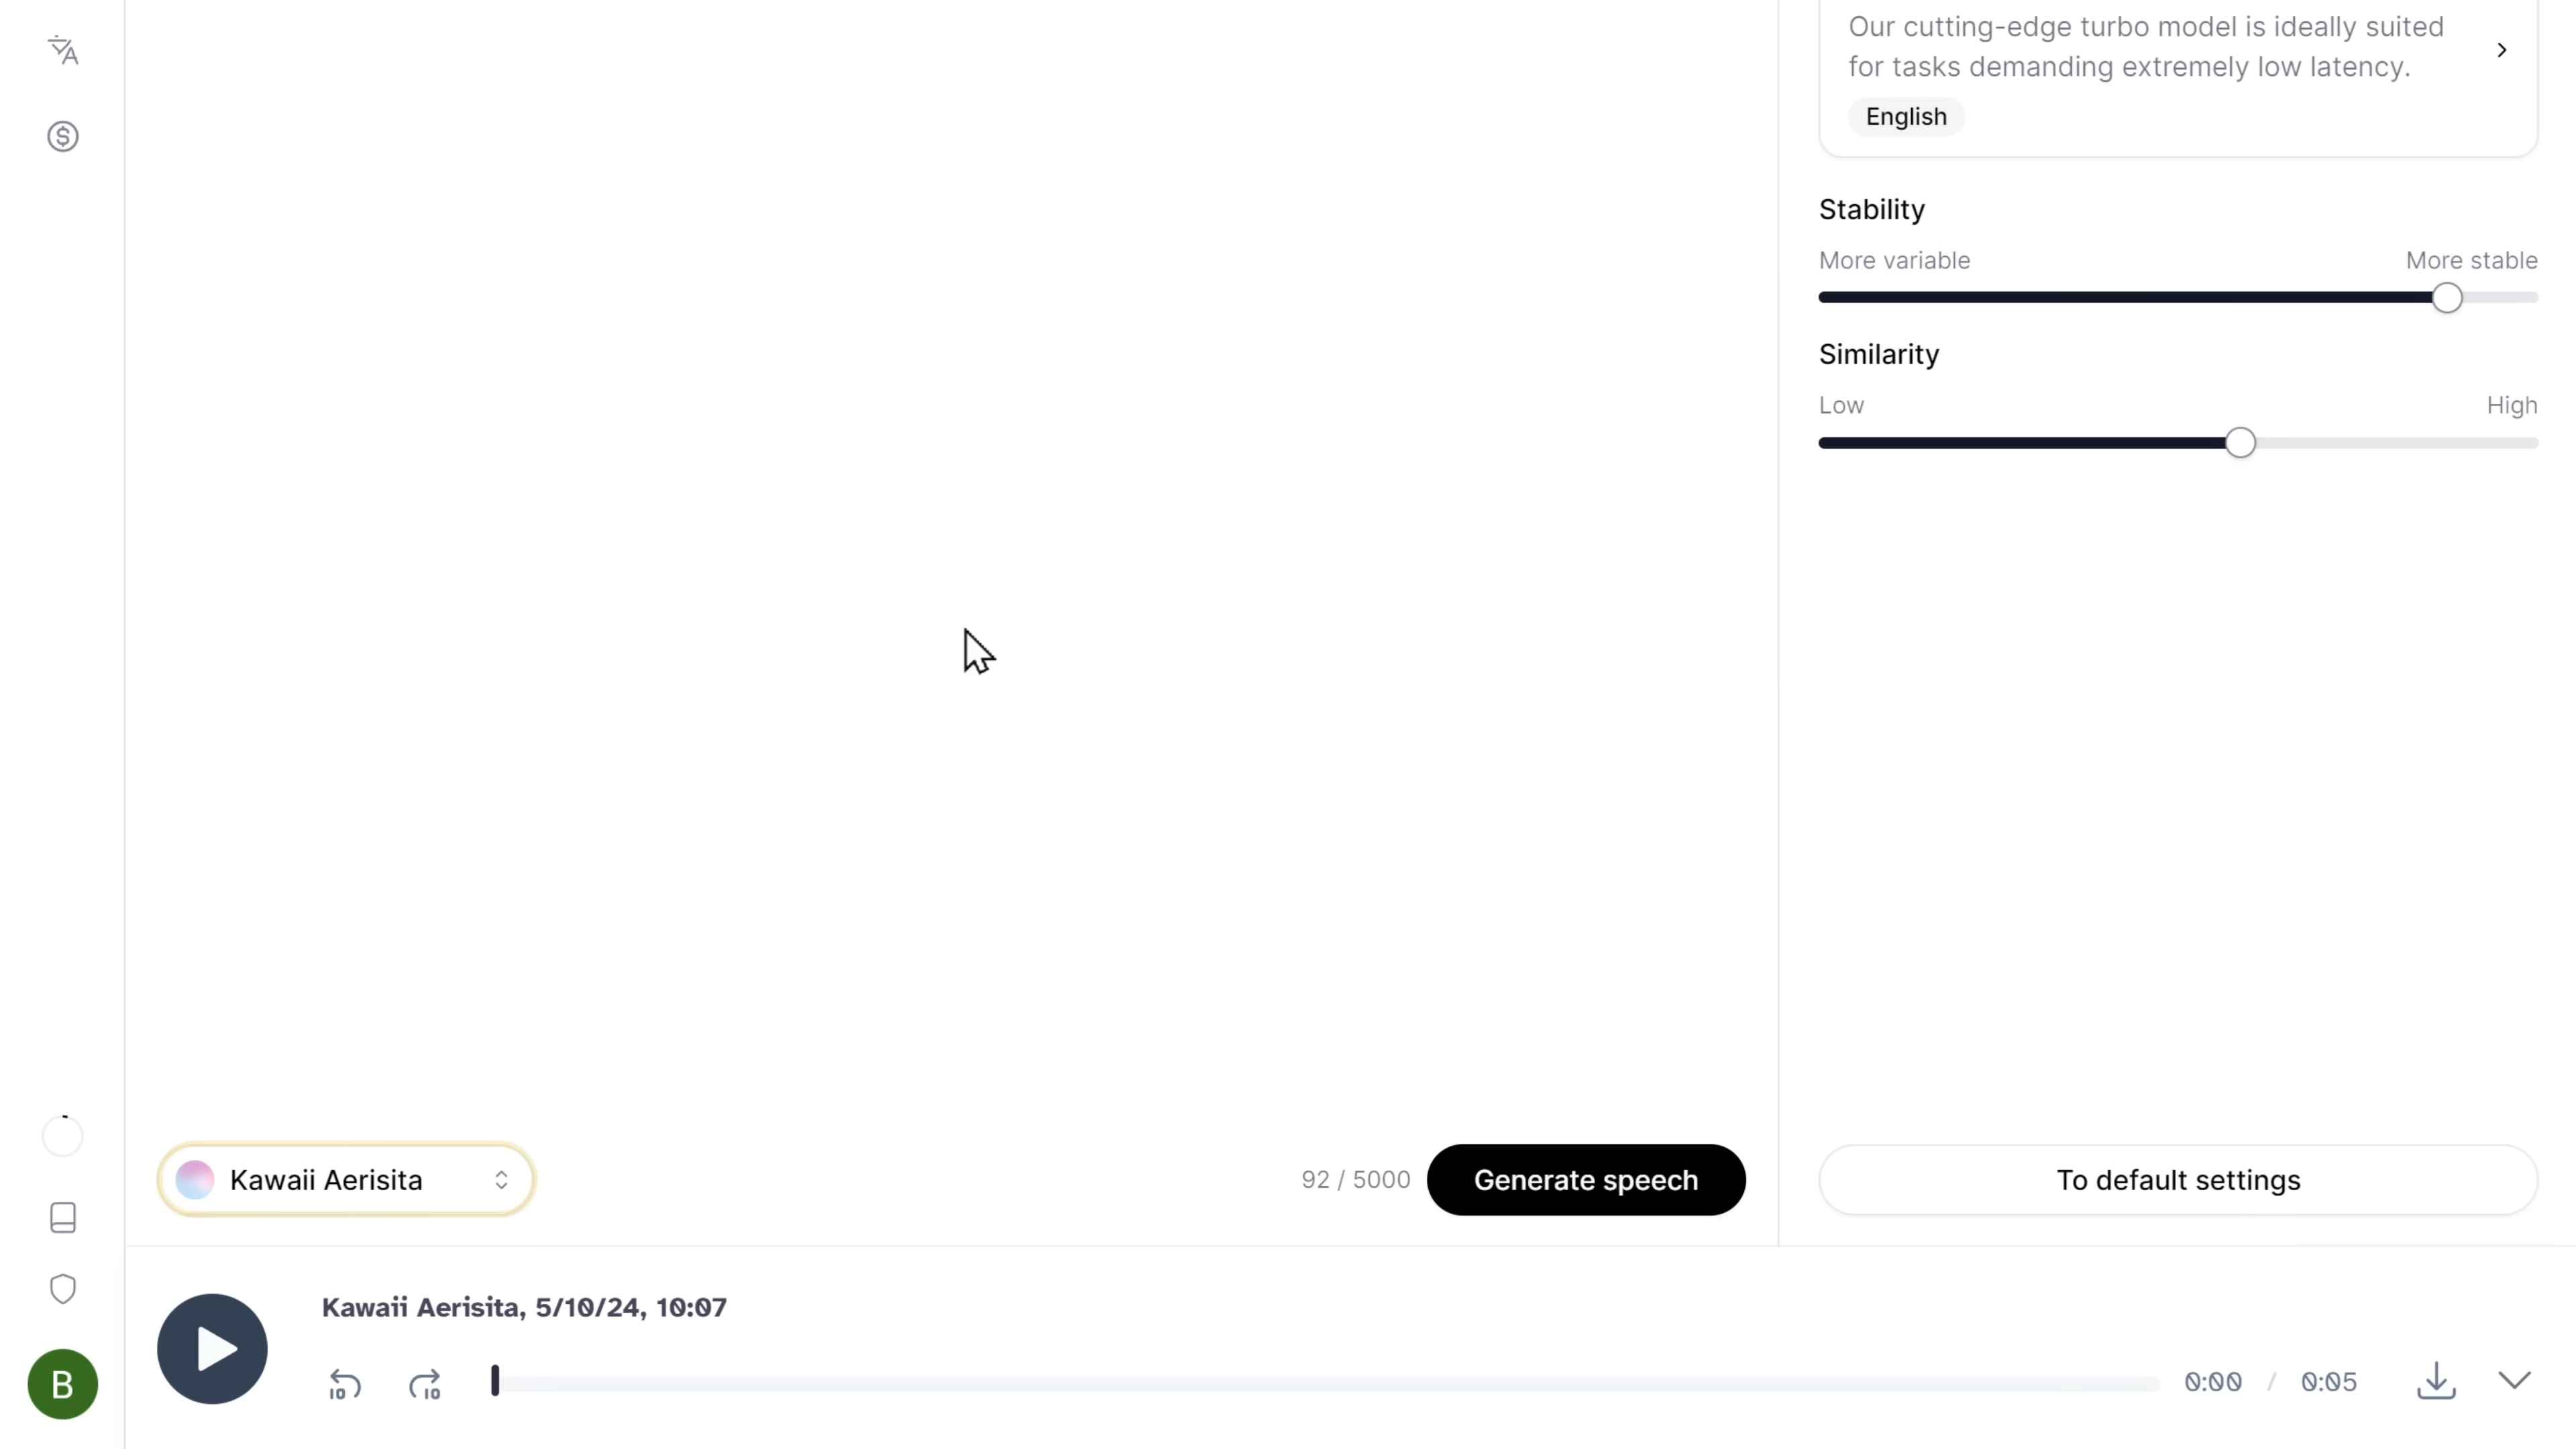 Our cutting-edge turbo model is ideally suited
for tasks demanding extremely low latency.
English
Stability
More variable
More stable
Similarity
Low
High
Kawaii Aerisita
92 / 5000
Generate speech
To default settings
Kawaii Aerisita, 5/10/24, 10:07
10
10
0:00 / 0:05
B